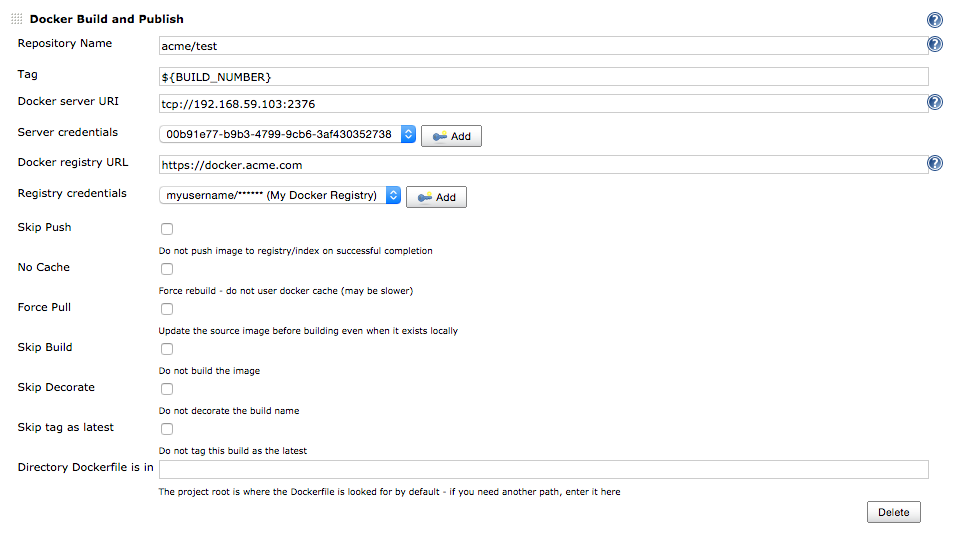 Docker Build and Publish
Repository Name acme/test
Tag ${BUILD_NUMBER}
Docker server URI tcp://192.168.59.103:2376
Server credentials 00b91e77-b9b3-4799-9cb6-3af430352738 Add
Docker registry URL https://docker.acme.com
Registry credentials myusername/****** (My Docker Registry) Add
Skip Push
Do not push image to registry/index on successful completion
No Cache
Force rebuild - do not user docker cache (may be slower)
Force Pull
Update the source image before building even when it exists locally
Skip Build
Do not build the image
Skip Decorate
Do not decorate the build name
Skip tag as latest
Do not tag this build as the latest
Directory Dockerfile is in
The project root is where the Dockerfile is looked for by default - if you need another path, enter it here
Delete